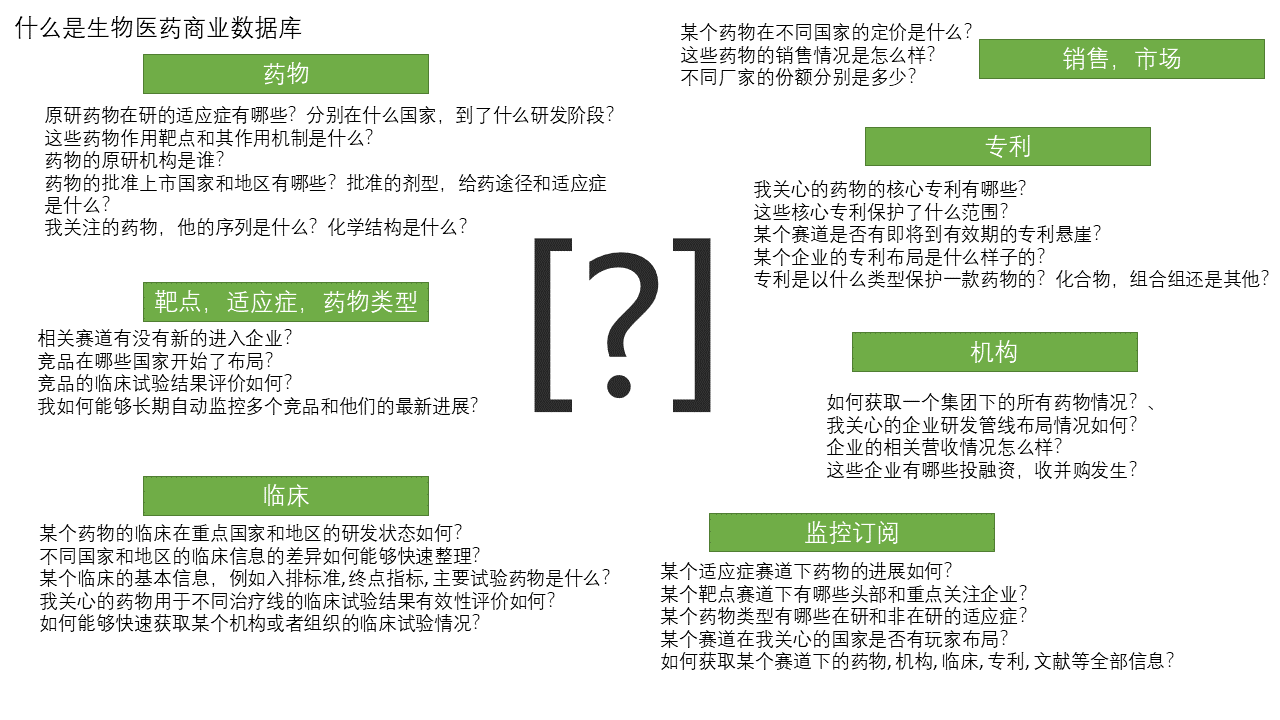 什么是生物医药商业数据库
药物
原研药物在研的适应症有哪些？分别在什么国家，到了什么研发阶段？
这些药物作用靶点和其作用机制是什么？
药物的原研机构是谁？
药物的批准上市国家和地区有哪些？批准的剂型，给药途径和适应症
是什么？
我关注的药物，他的序列是什么？化学结构是什么？
靶点，适应症，药物类型
相关赛道有没有新的进入企业？
竞品在哪些国家开始了布局？
竞品的临床试验结果评价如何？
我如何能够长期自动监控多个竞品和他们的最新进展？
临床
某个药物的临床在重点国家和地区的研发状态如何？
不同国家和地区的临床信息的差异如何能够快速整理？
某个临床的基本信息，例如入排标准,终点指标,主要试验药物是什么？
我关心的药物用于不同治疗线的临床试验结果有效性评价如何？
如何能够快速获取某个机构或者组织的临床试验情况？
[?]
某个药物在不同国家的定价是什么？
这些药物的销售情况是怎么样？
不同厂家的份额分别是多少？
销售，市场
专利
我关心的药物的核心专利有哪些？
这些核心专利保护了什么范围？
某个赛道是否有即将到有效期的专利悬崖？
某个企业的专利布局是什么样子的？
专利是以什么类型保护一款药物的？化合物，组合组还是其他？
机构
如何获取一个集团下的所有药物情况？、
我关心的企业研发管线布局情况如何？
企业的相关营收情况怎么样？
这些企业有哪些投融资，收并购发生？
监控订阅
某个适应症赛道下药物的进展如何？
某个靶点赛道下有哪些头部和重点关注企业？
某个药物类型有哪些在研和非在研的适应症？
某个赛道在我关心的国家是否有玩家布局？
如何获取某个赛道下的药物,机构,临床,专利,文献等全部信息？